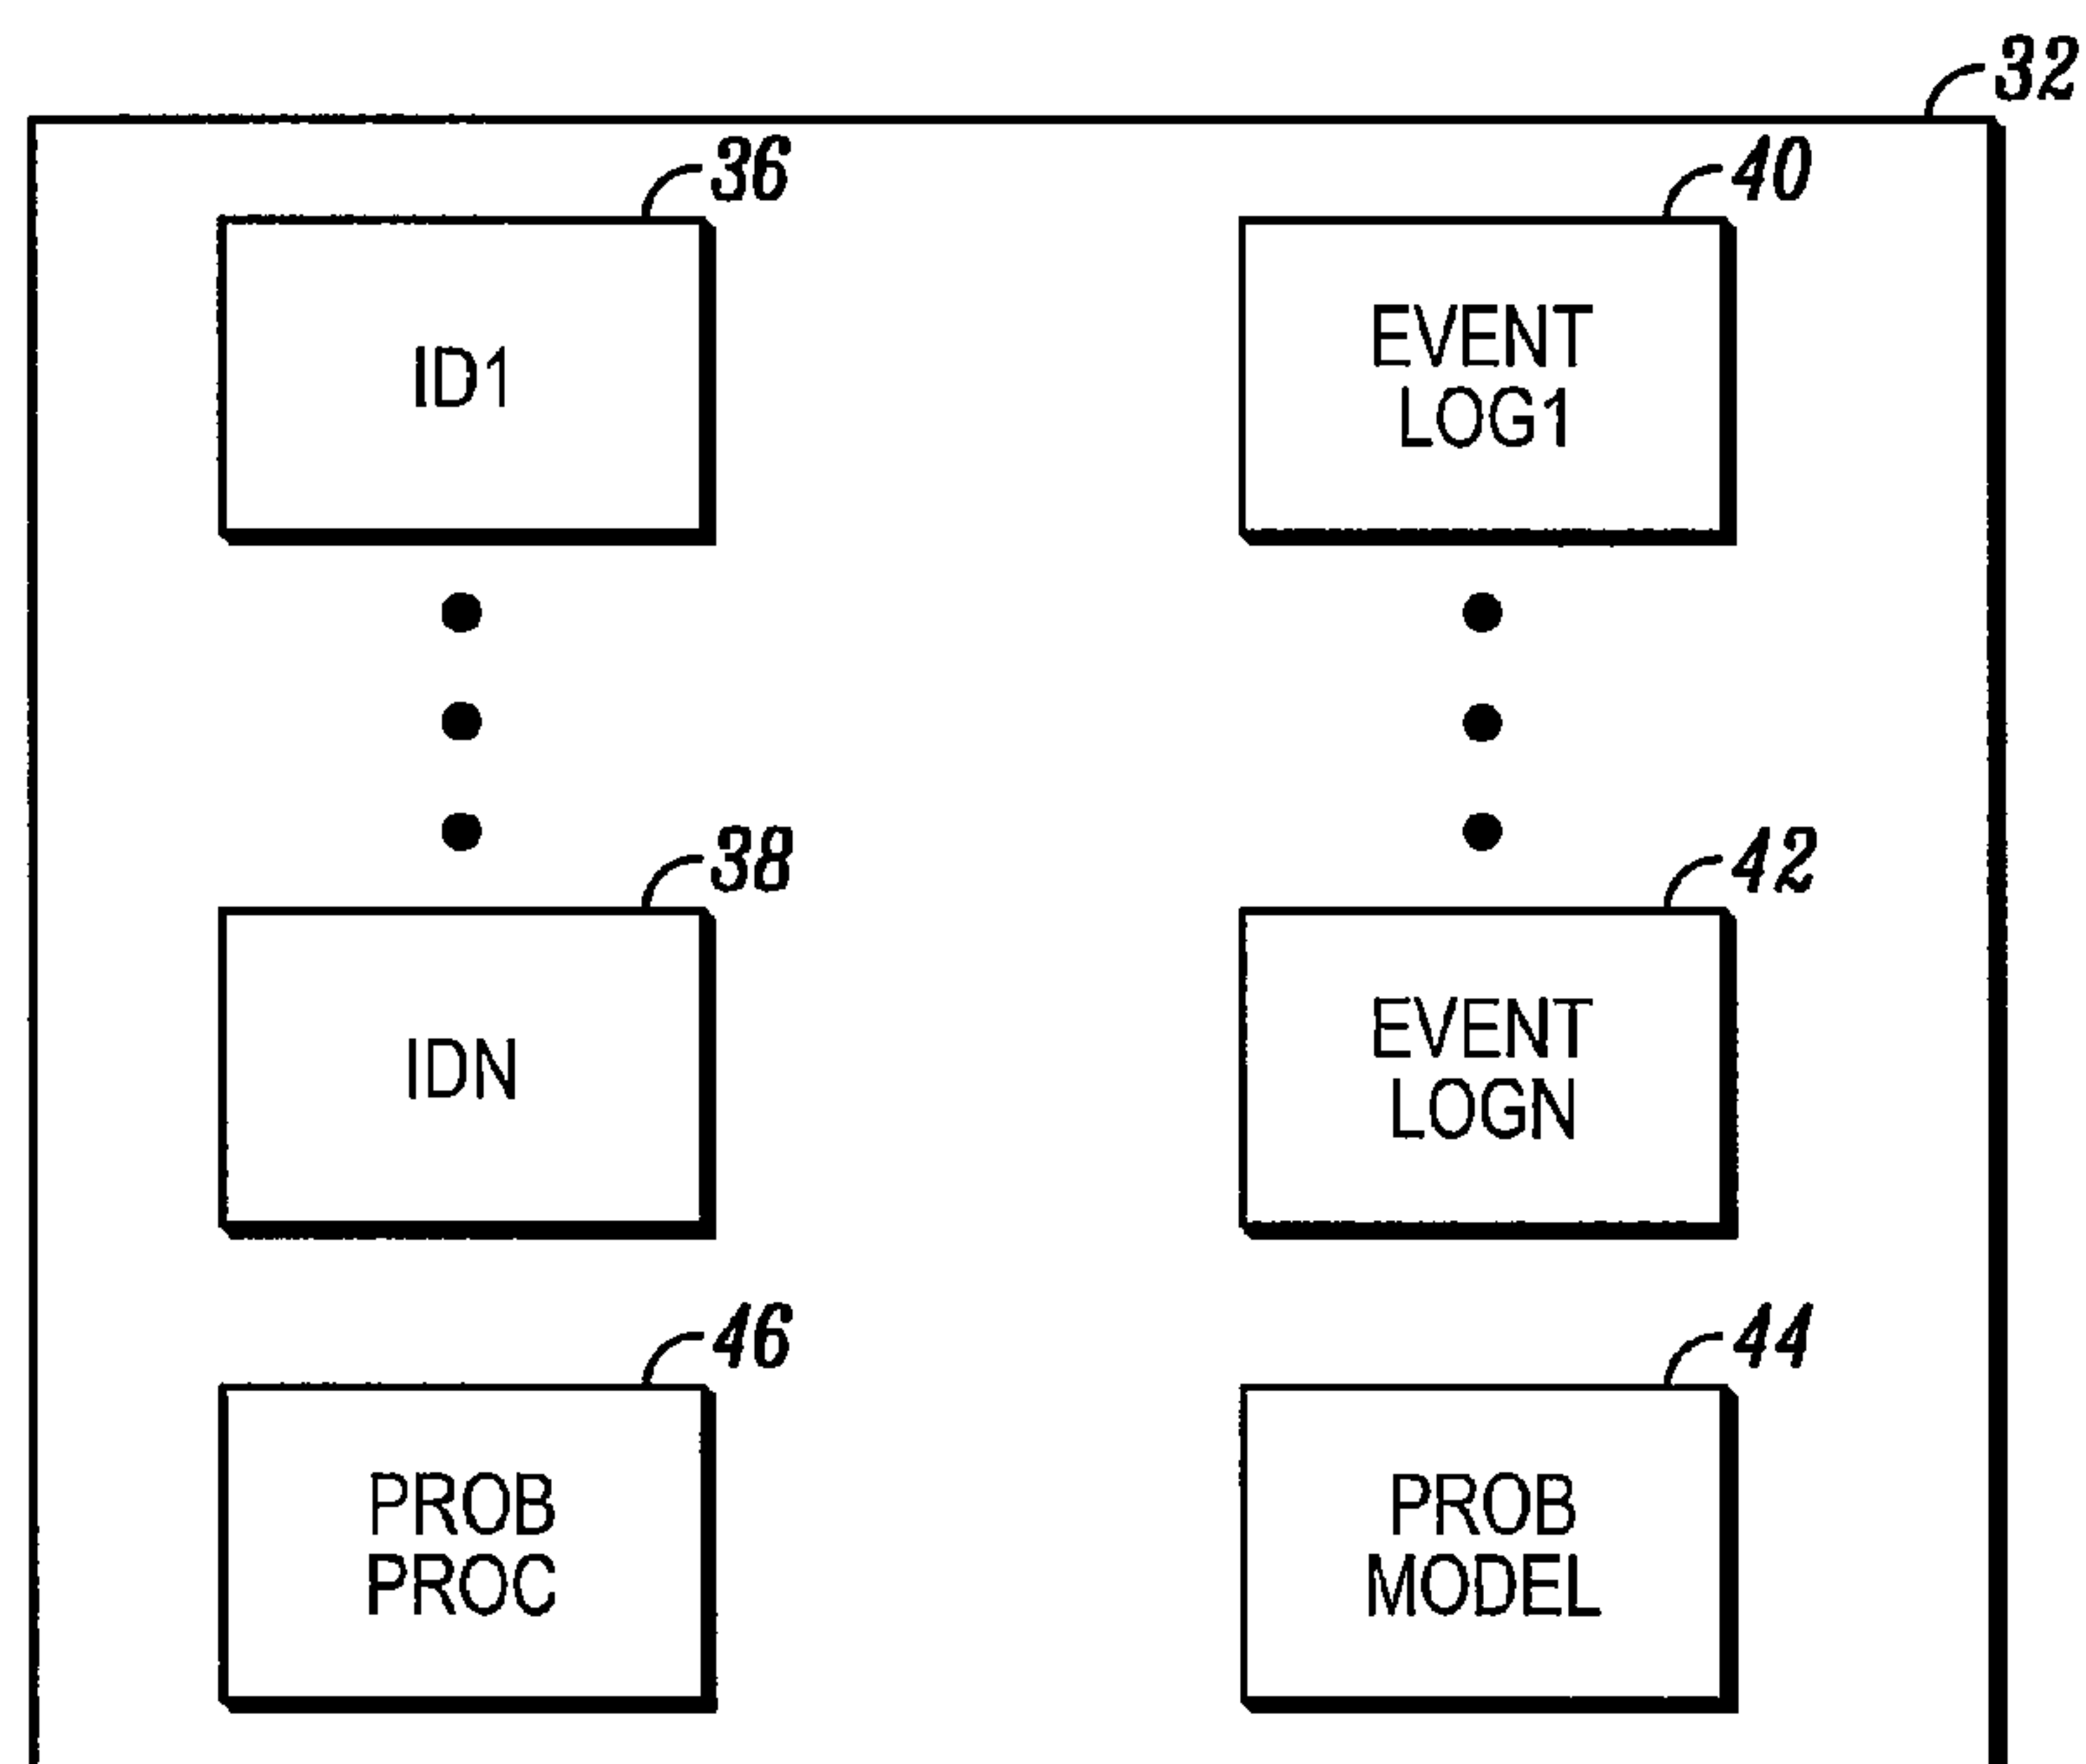 32
36
ID1
40
EVENT
LOG1
38
IDN
42
EVENT
LOGN
46
PROB
PROC
44
PROB
MODEL